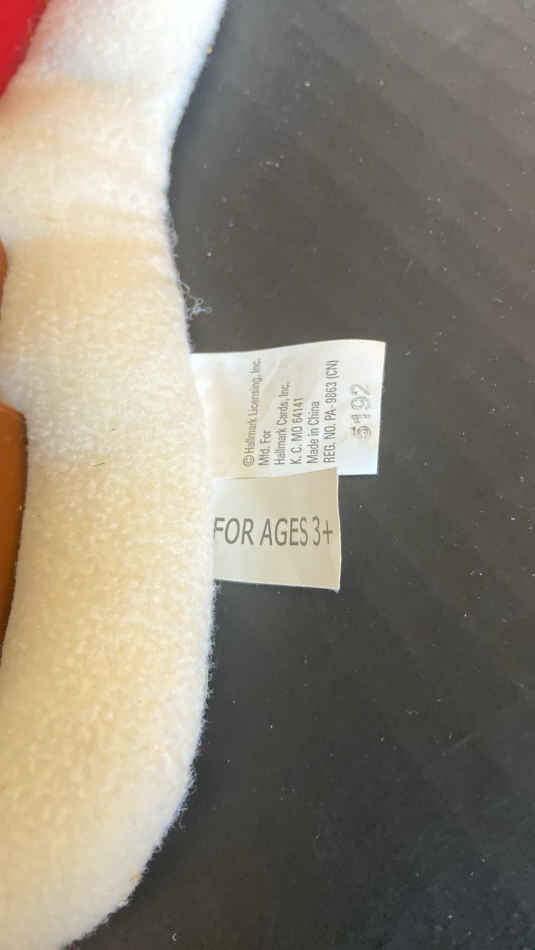 © Hallmark Licensing, Inc.
Mfd. For
Hallmark Cards, Inc.
K. C. MO 64141
Made in China
REG. NO. PA - 9863 (CN)
5192
FOR AGES 3+